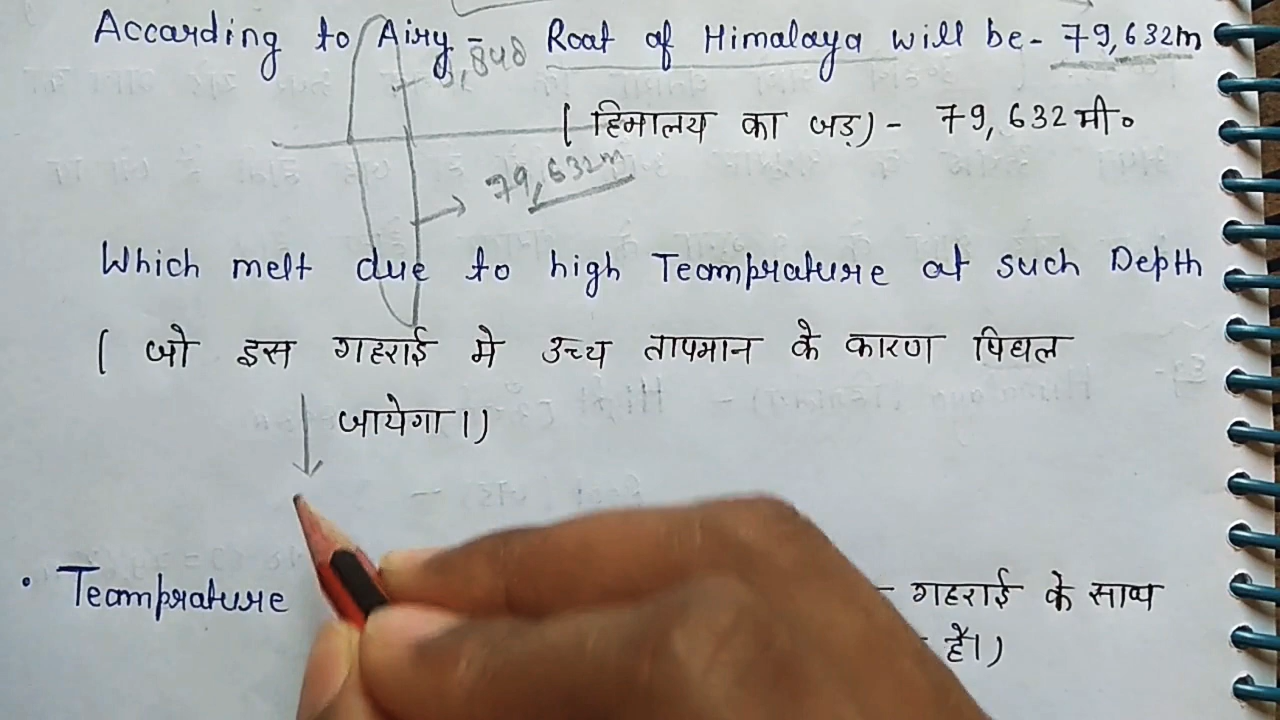 According to Airy - Root of Himalaya will be - 79,632m
8,848
( हिमालय का जड़) - 79,632 मी०
79,632m
Which melt due to high Teamprature at such Depth
( जो इस गहराई मे उच्च तापमान के कारण पिघल
जायेगा।)
• Teamprature - गहराई के साथ
है।)